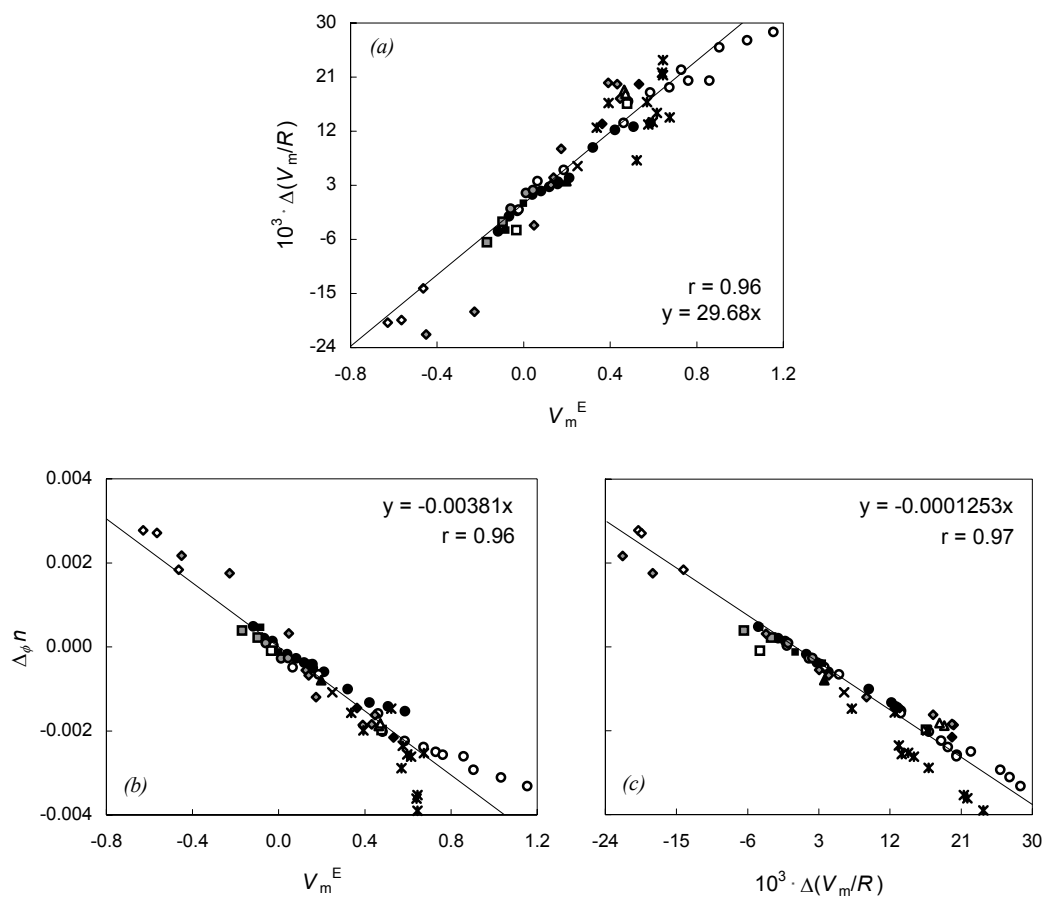 30
21
12
3
-6
-15
-24
10³ · Δ(Vₘ/R)
(a)
r = 0.96
y = 29.68x
-0.8 -0.4 0.0 0.4 0.8 1.2
Vₘᴱ
0.004
0.002
0.000
-0.002
-0.004
Δᵩ n
y = -0.00381x
r = 0.96
(b)
-0.8 -0.4 0.0 0.4 0.8 1.2
Vₘᴱ
y = -0.0001253x
r = 0.97
(c)
-24 -15 -6 3 12 21 30
10³ · Δ(Vₘ/R)